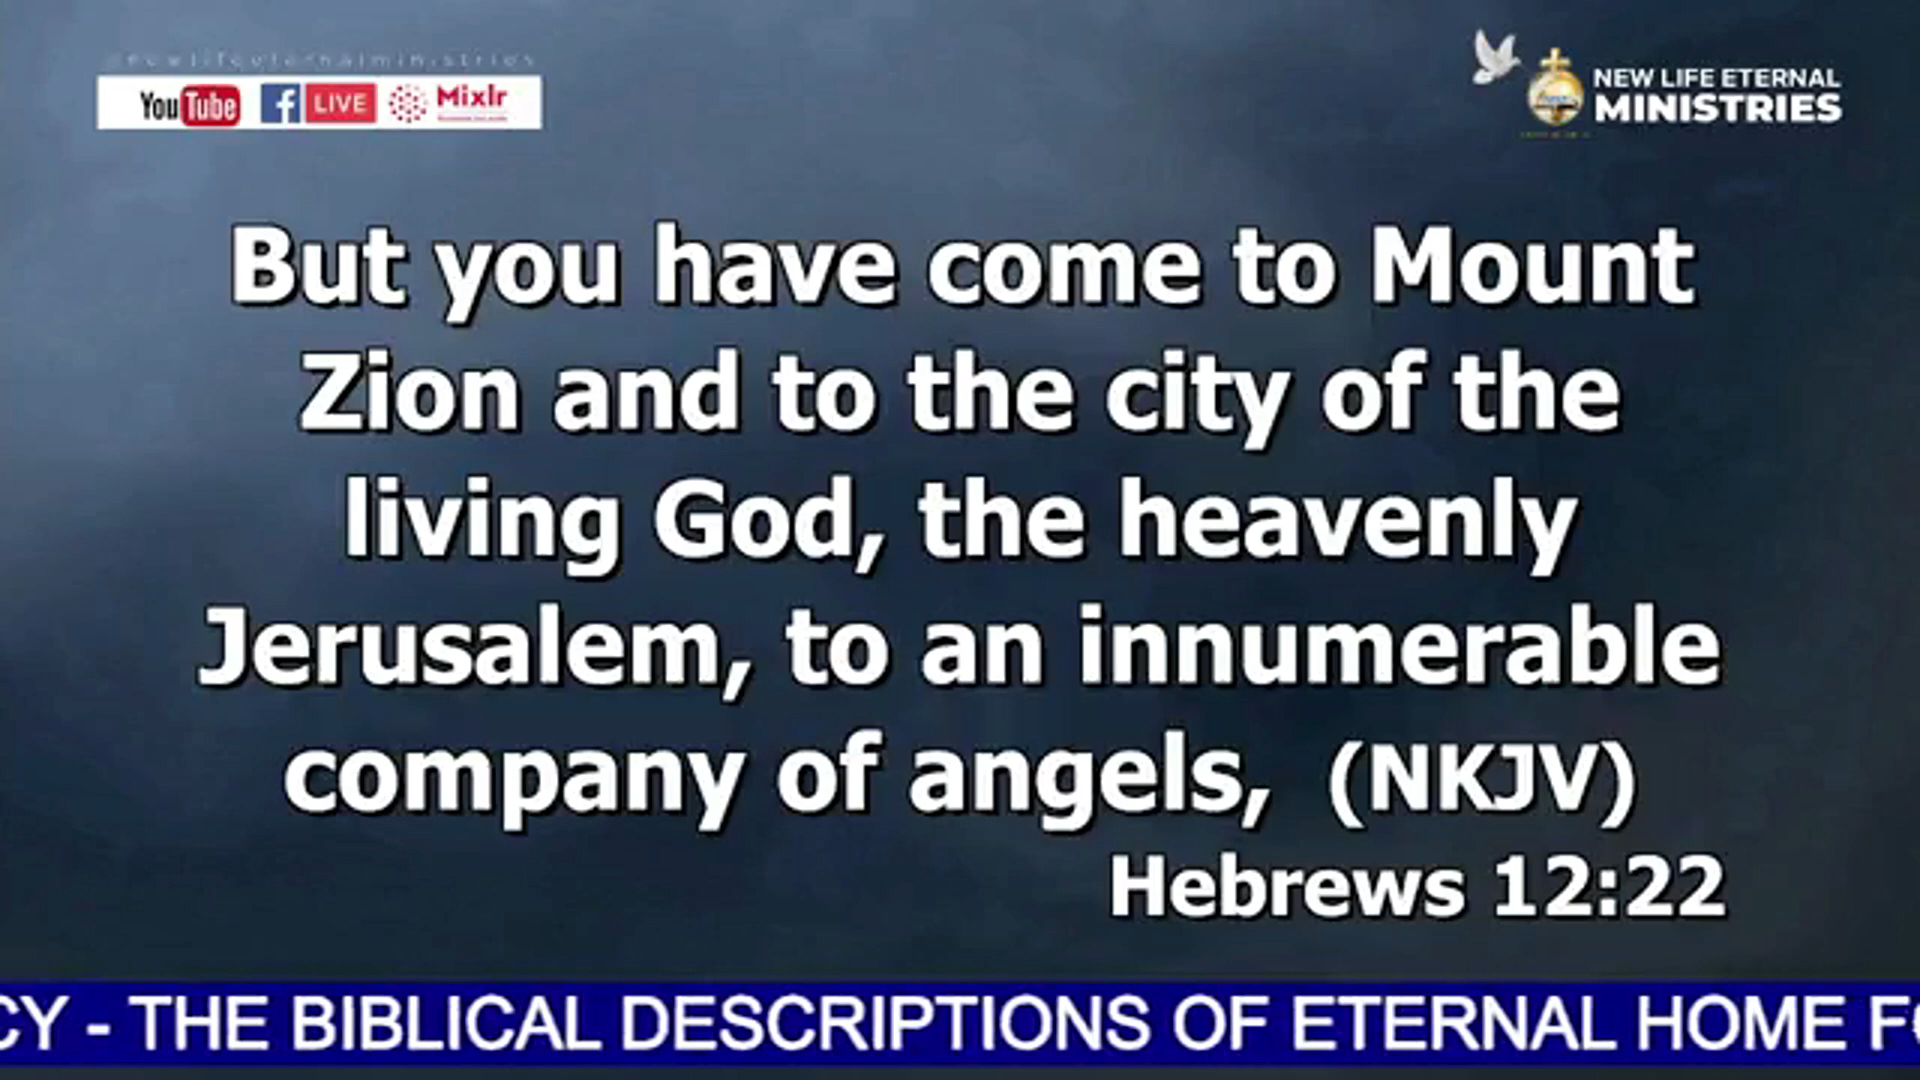 @newlifeeternalministries
YouTube f LIVE Mixlr
NEW LIFE ETERNAL
MINISTRIES
But you have come to Mount
Zion and to the city of the
living God, the heavenly
Jerusalem, to an innumerable
company of angels, (NKJV)
Hebrews 12:22
CY - THE BIBLICAL DESCRIPTIONS OF ETERNAL HOME F